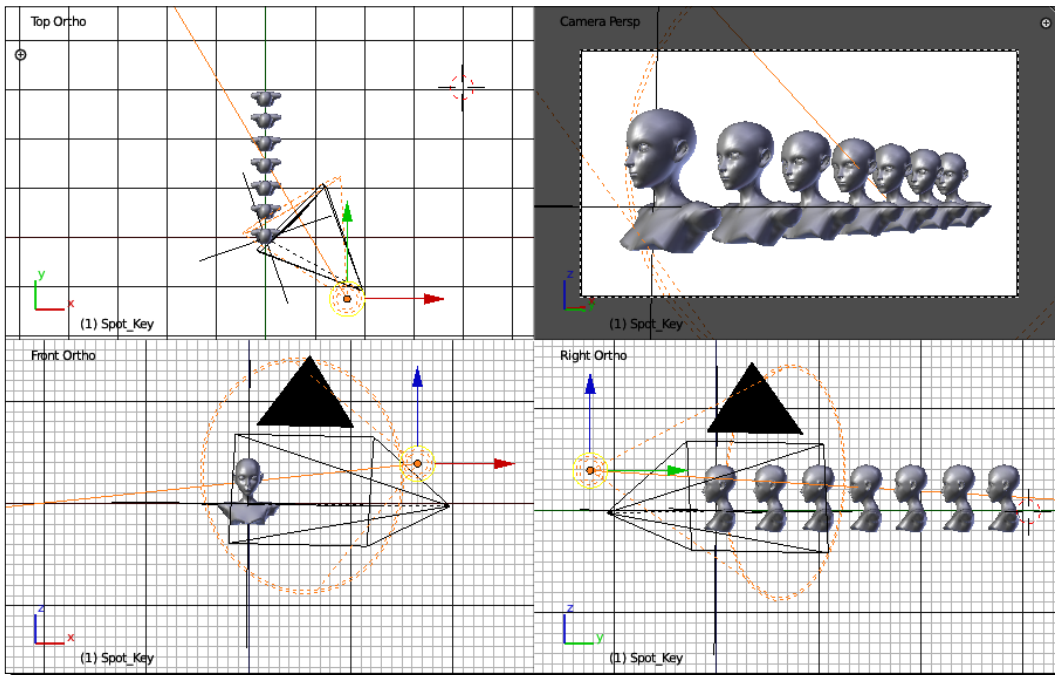 Top Ortho
Camera Persp
y
x
(1) Spot_Key
z
(1) Spot_Key
Front Ortho
Right Ortho
z
x
(1) Spot_Key
z
y
(1) Spot_Key